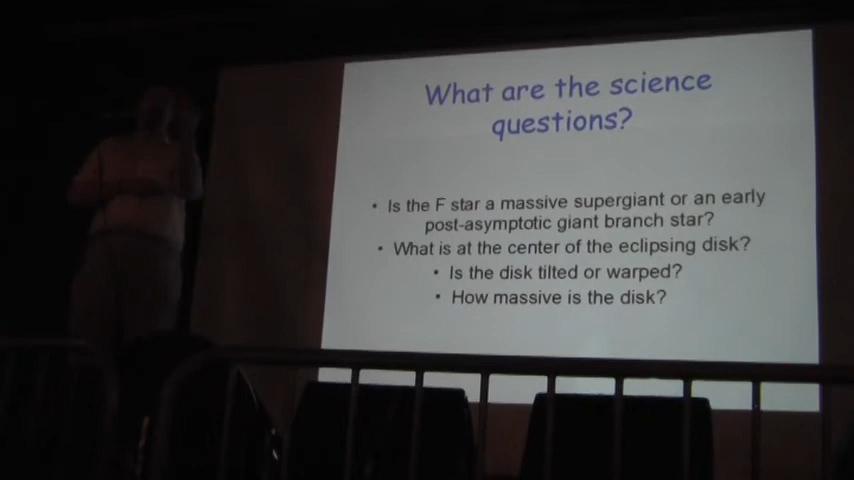 What are the science
questions?
• Is the F star a massive supergiant or an early
post-asymptotic giant branch star?
• What is at the center of the eclipsing disk?
• Is the disk tilted or warped?
• How massive is the disk?